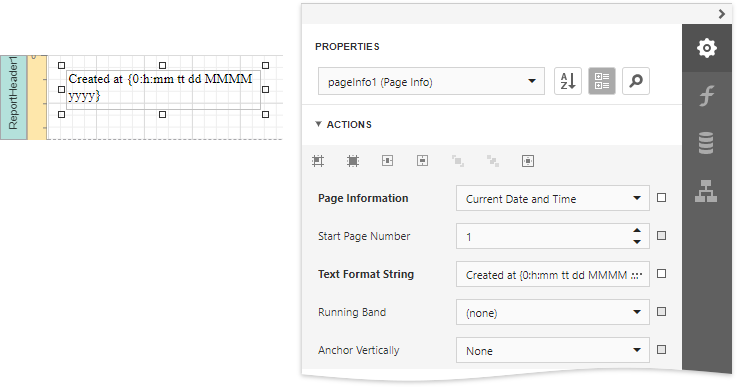 ReportHeader1
0
Created at {0:h:mm tt dd MMMM
yyyy}
PROPERTIES
pageInfo1 (Page Info)
A
Z
ACTIONS
Page Information
Current Date and Time
Start Page Number
1
Text Format String
Created at {0:h:mm tt dd MMMM ...
Running Band
(none)
Anchor Vertically
None